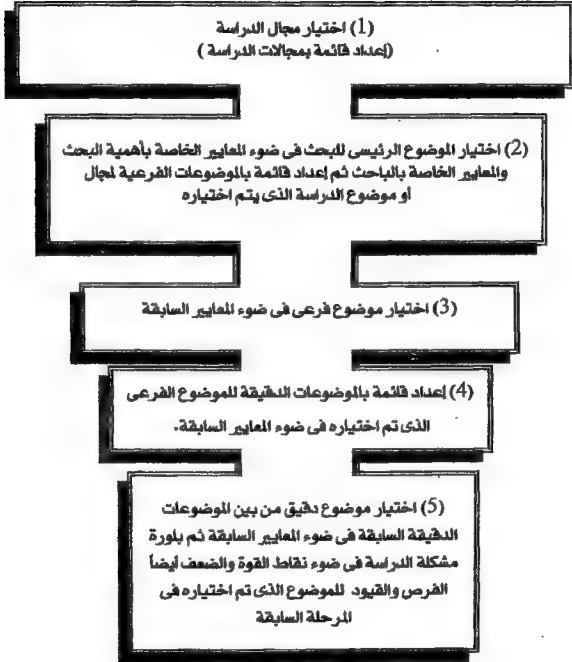 (1) اختيار مجال الدراسة
(إعداد قائمة بمجالات الدراسة )
(2) اختيار الموضوع الرئيسى للبحث فى ضوء المعايير الخاصة بأهمية البحث
والمعايير الخاصة بالباحث ثم إعداد قائمة بالموضوعات الفرعية لمجال
أو موضوع الدراسة الذى يتم اختياره
(3) اختيار موضوع فرعى فى ضوء المعايير السابقة
(4) إعداد قائمة بالموضوعات الدقيقة للموضوع الفرعى
الذى تم اختياره فى ضوء المعايير السابقة.
(5) اختيار موضوع دقيق من بين الموضوعات
الدقيقة السابقة فى ضوء المعايير السابقة ثم بلورة
مشكلة الدراسة فى ضوء نقاط القوة والضعف أيضاً
الفرص والقيود للموضوع الذى تم اختياره فى
المرحلة السابقة